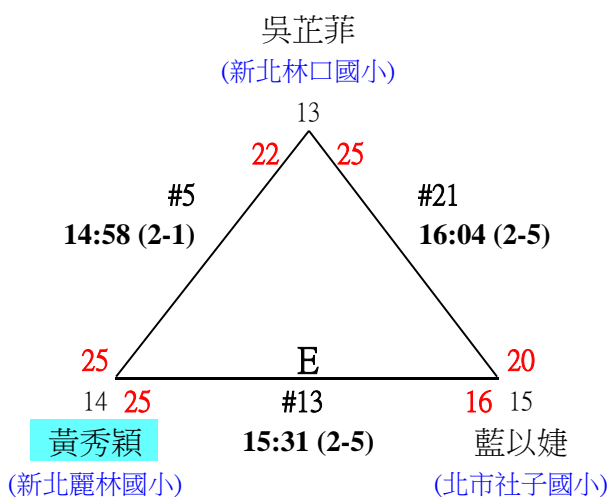 吳芷菲
(新北林口國小)
13
22 25
#5 #21
14:58 (2-1) 16:04 (2-5)
25 E 20
14 25 #13 16 15
黃秀穎 15:31 (2-5) 藍以婕
(新北麗林國小) (北市社子國小)